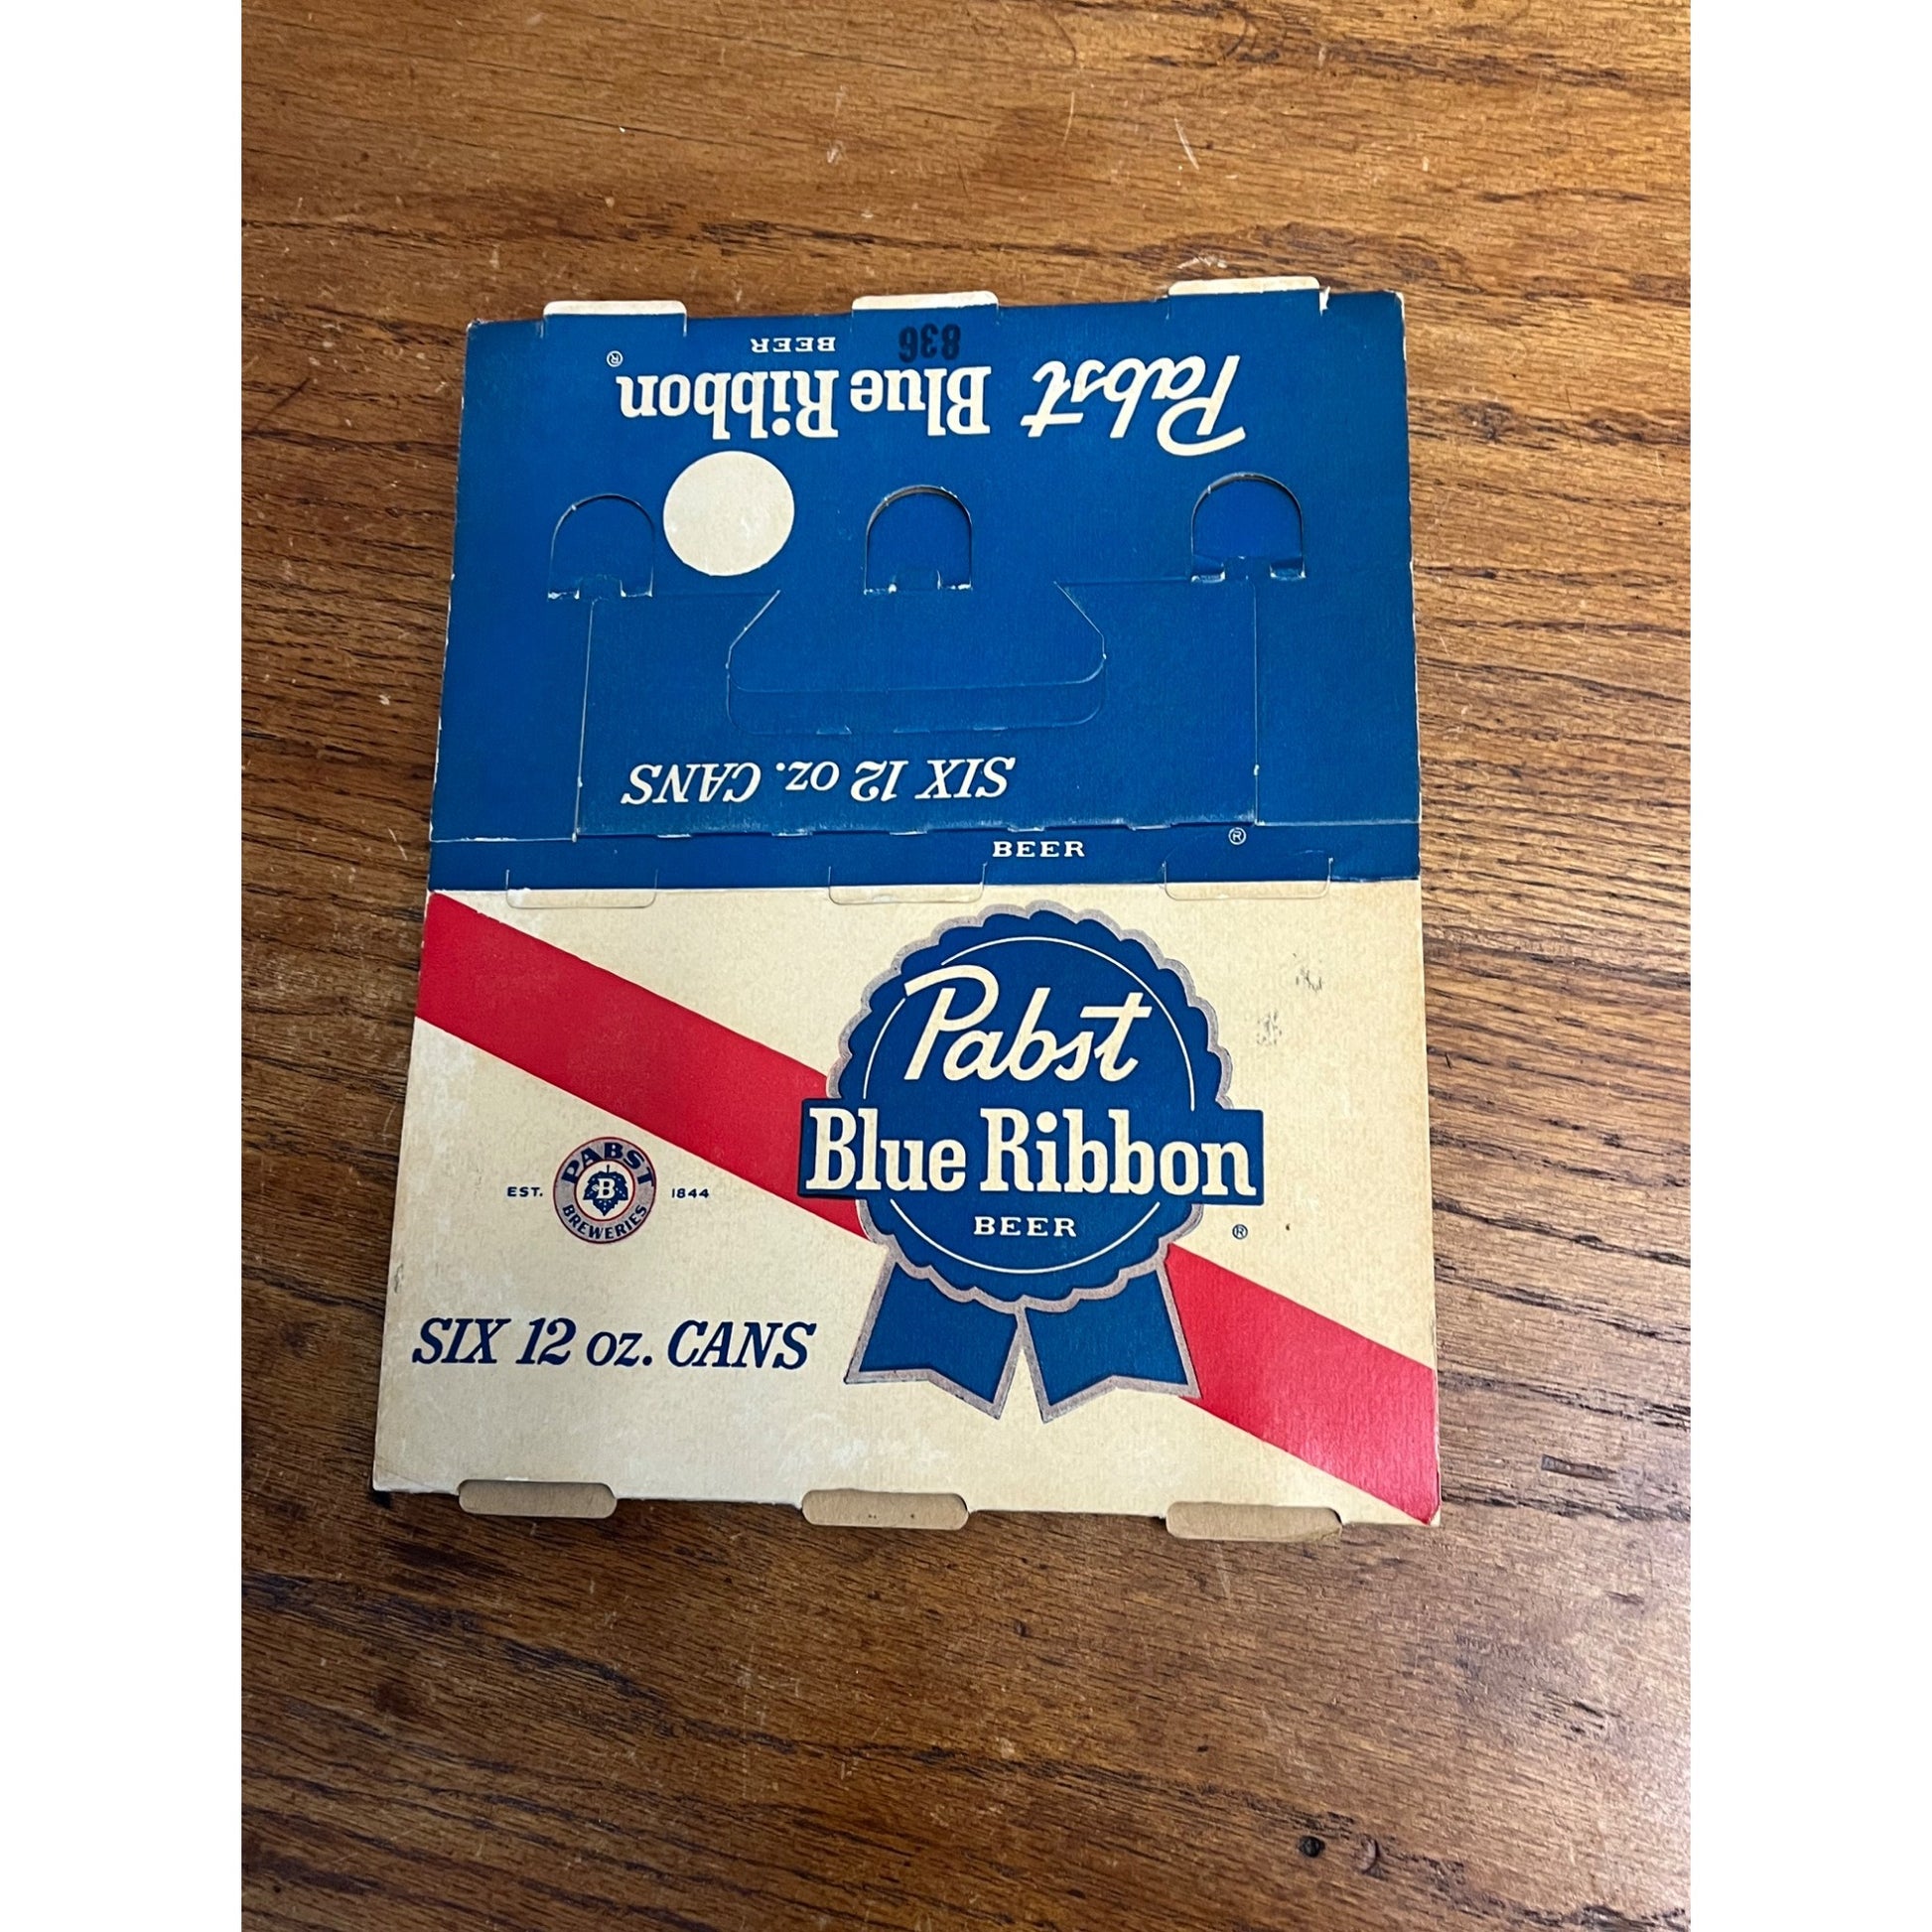 836
BEER
Pabst Blue Ribbon ®
SIX 12 oz. CANS
BEER ®
Pabst
Blue Ribbon
BEER
®
EST. PABST B BREWERIES 1844
SIX 12 oz. CANS